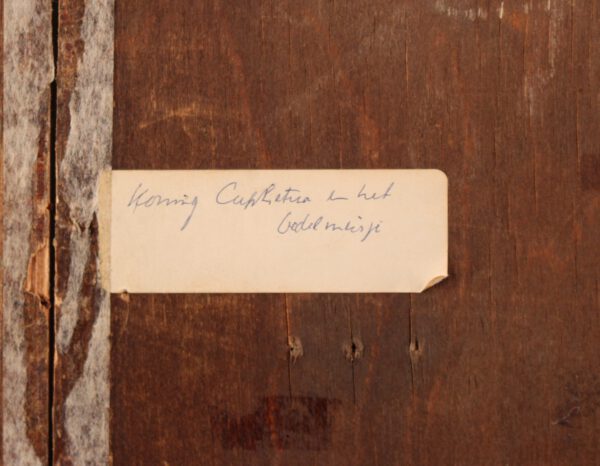 Koning Cophetua en het
bedelmeisje